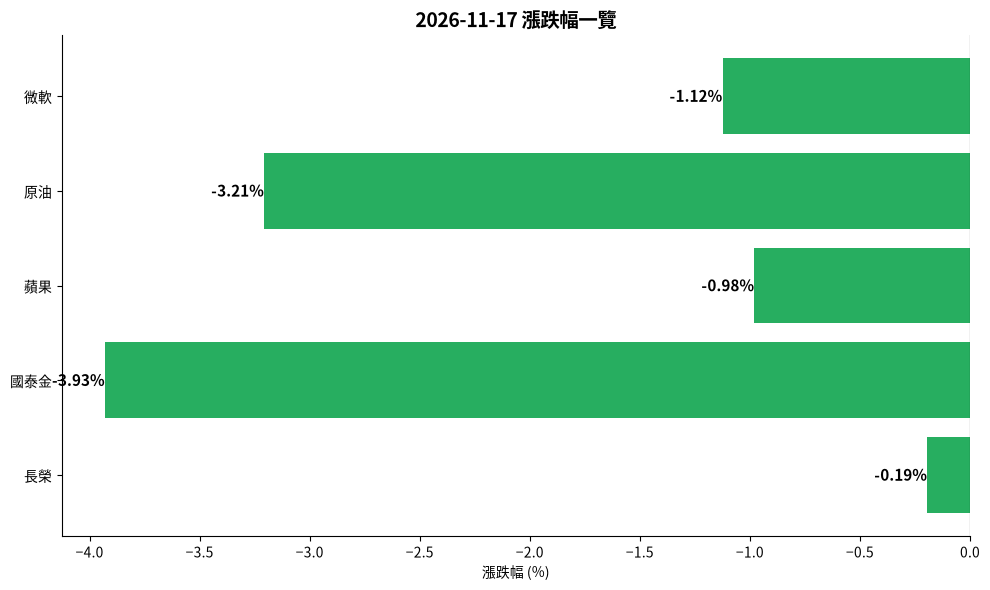 2026-11-17 漲跌幅一覽
微軟
-1.12%
原油
-3.21%
蘋果
-0.98%
國泰金
-3.93%
長榮
-0.19%
−4.0 −3.5 −3.0 −2.5 −2.0 −1.5 −1.0 −0.5 0.0
漲跌幅 (%)